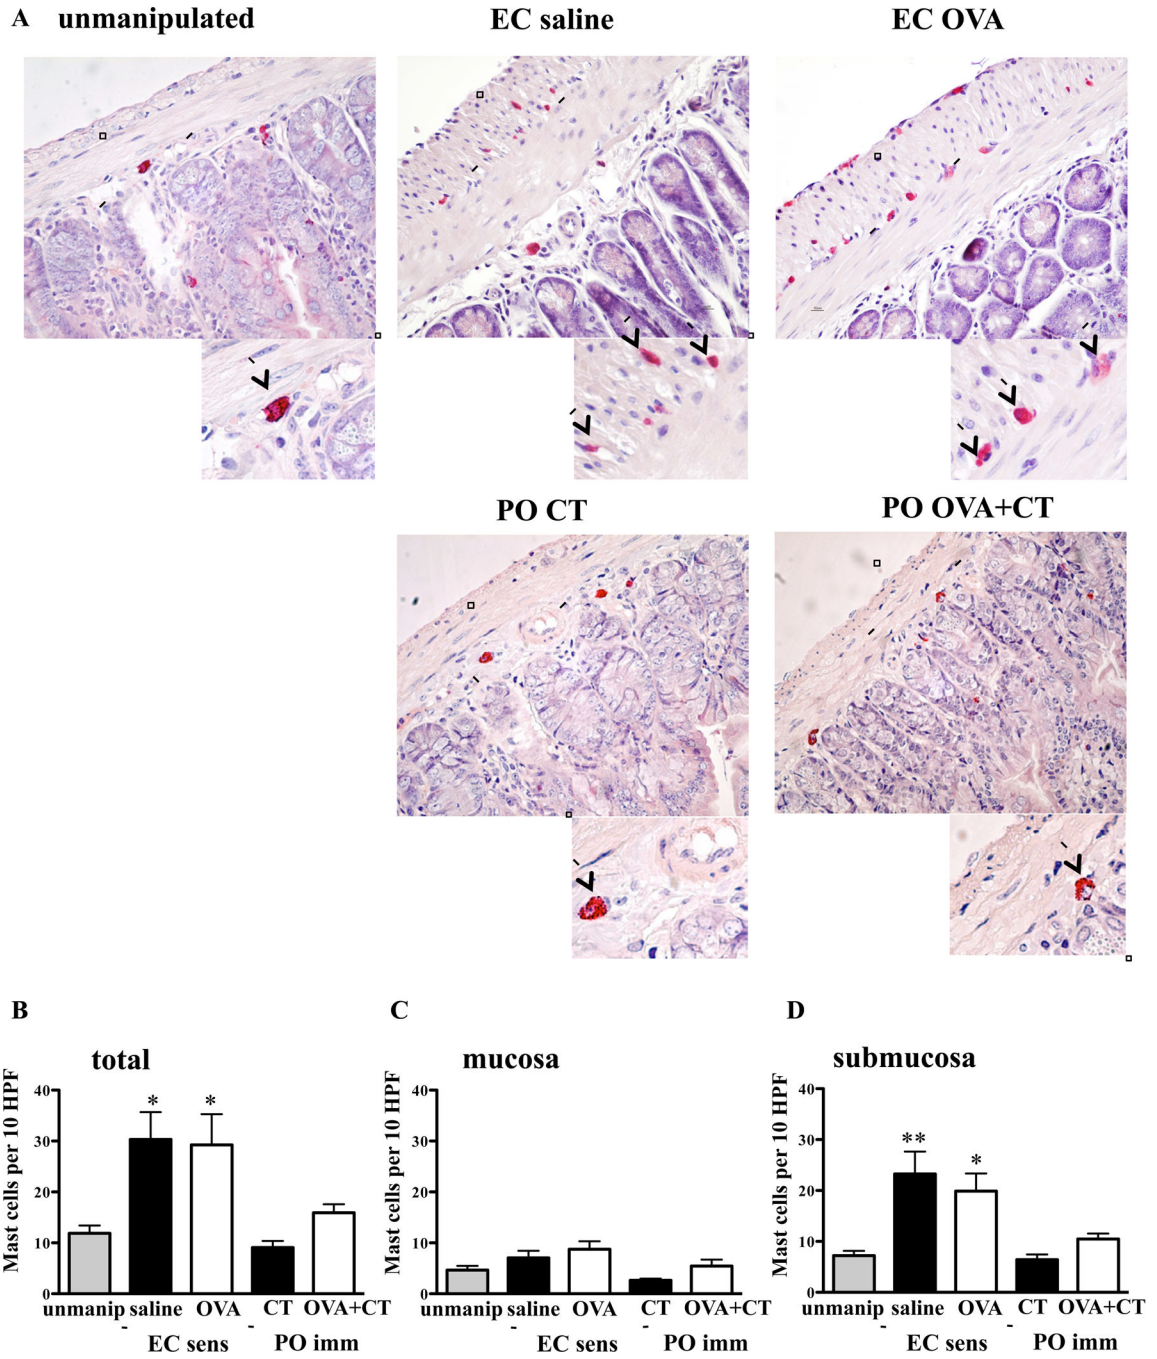 A unmanipulated EC saline EC OVA
PO CT PO OVA+CT
B C D
total mucosa submucosa
Mast cells per 10 HPF
40
30
20
10
0
* *
unmanip saline OVA CT OVA+CT
EC sens PO imm
Mast cells per 10 HPF
40
30
20
10
0
unmanip saline OVA CT OVA+CT
EC sens PO imm
Mast cells per 10 HPF
40
30
20
10
0
** *
unmanip saline OVA CT OVA+CT
EC sens PO imm